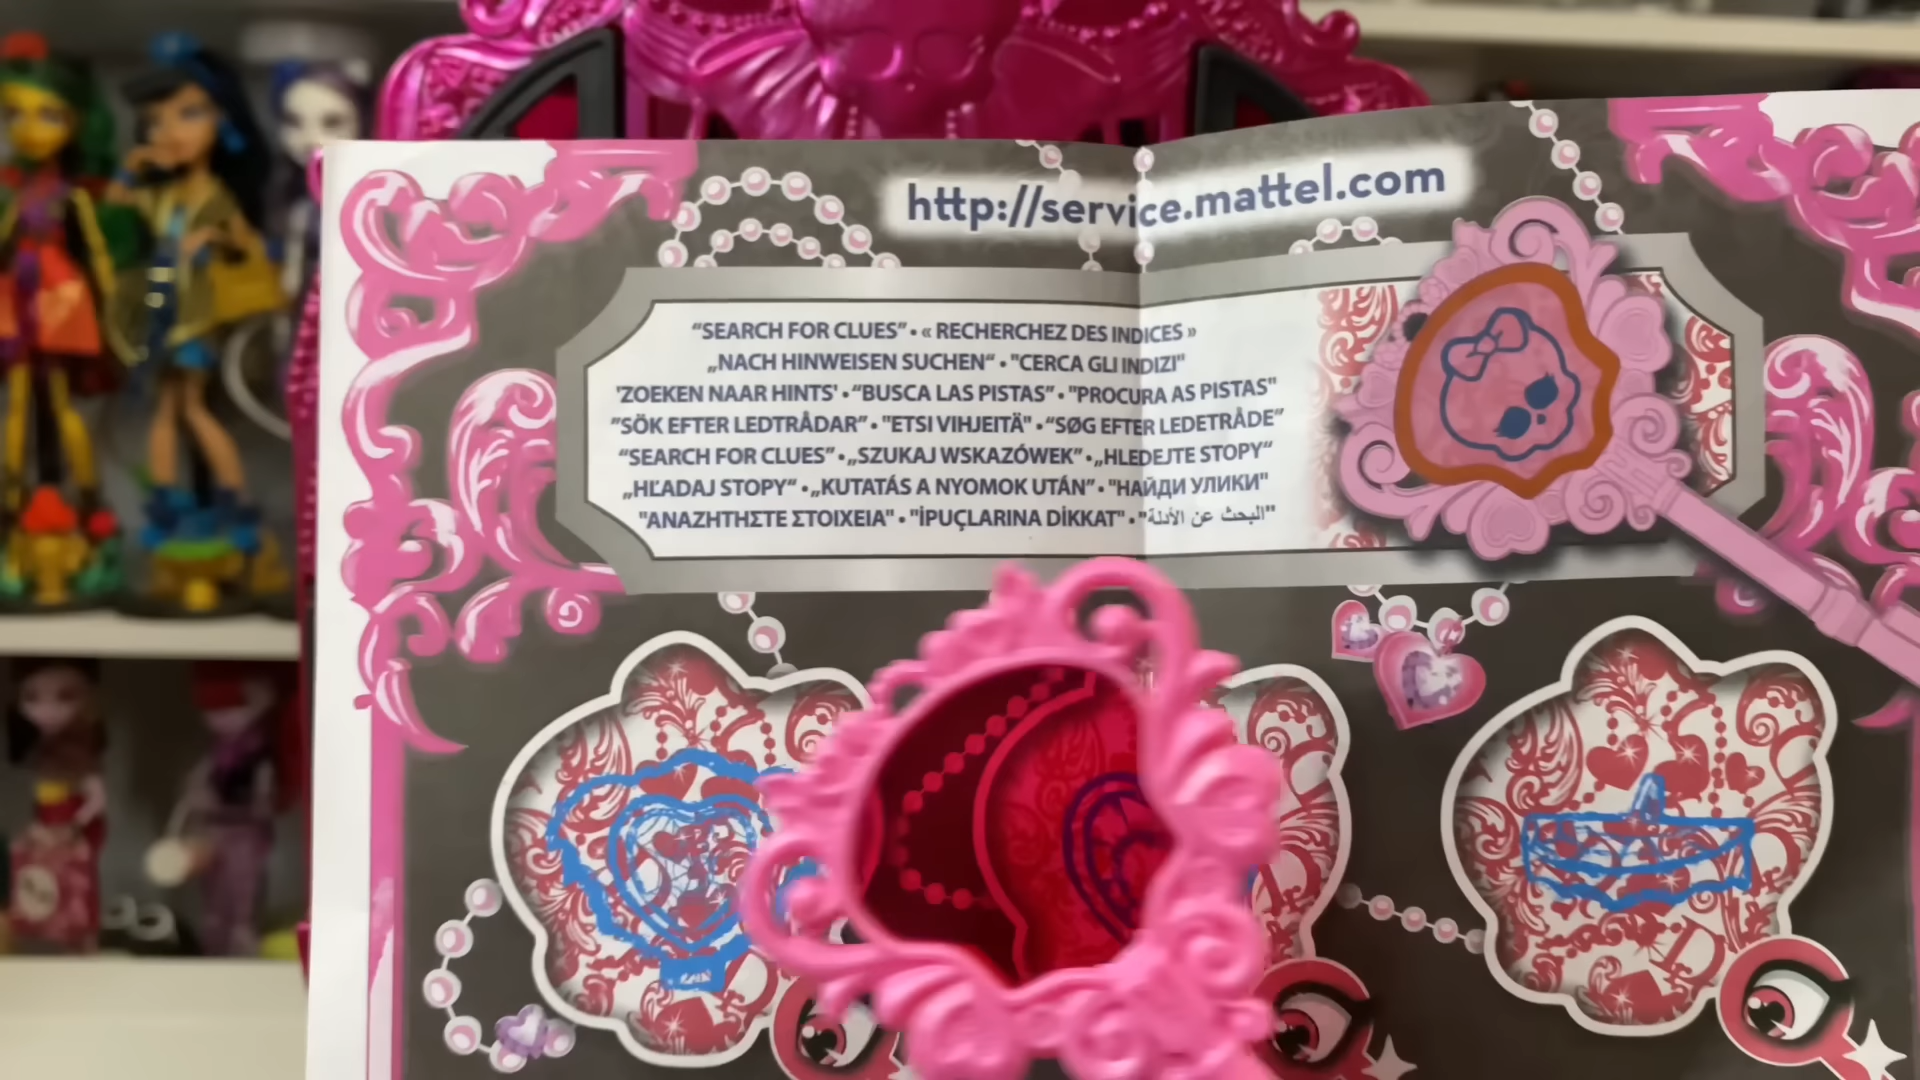 http://service.mattel.com
“SEARCH FOR CLUES” • « RECHERCHEZ DES INDICES »
„NACH HINWEISEN SUCHEN“ • "CERCA GLI INDIZI"
'ZOEKEN NAAR HINTS' • “BUSCA LAS PISTAS” • "PROCURA AS PISTAS"
”SÖK EFTER LEDTRÅDAR” • "ETSI VIHJEITÄ" • “SØG EFTER LEDETRÅDE”
“SEARCH FOR CLUES” • „SZUKAJ WSKAZÓWEK” • „HLEDEJTE STOPY“
„HĽADAJ STOPY“ • „KUTATÁS A NYOMOK UTÁN” • "НАЙДИ УЛИКИ"
"ΑΝΑΖΗΤΗΣΤΕ ΣΤΟΙΧΕΙΑ" • "İPUÇLARINA DİKKAT" • "البحث عن الأدلة"